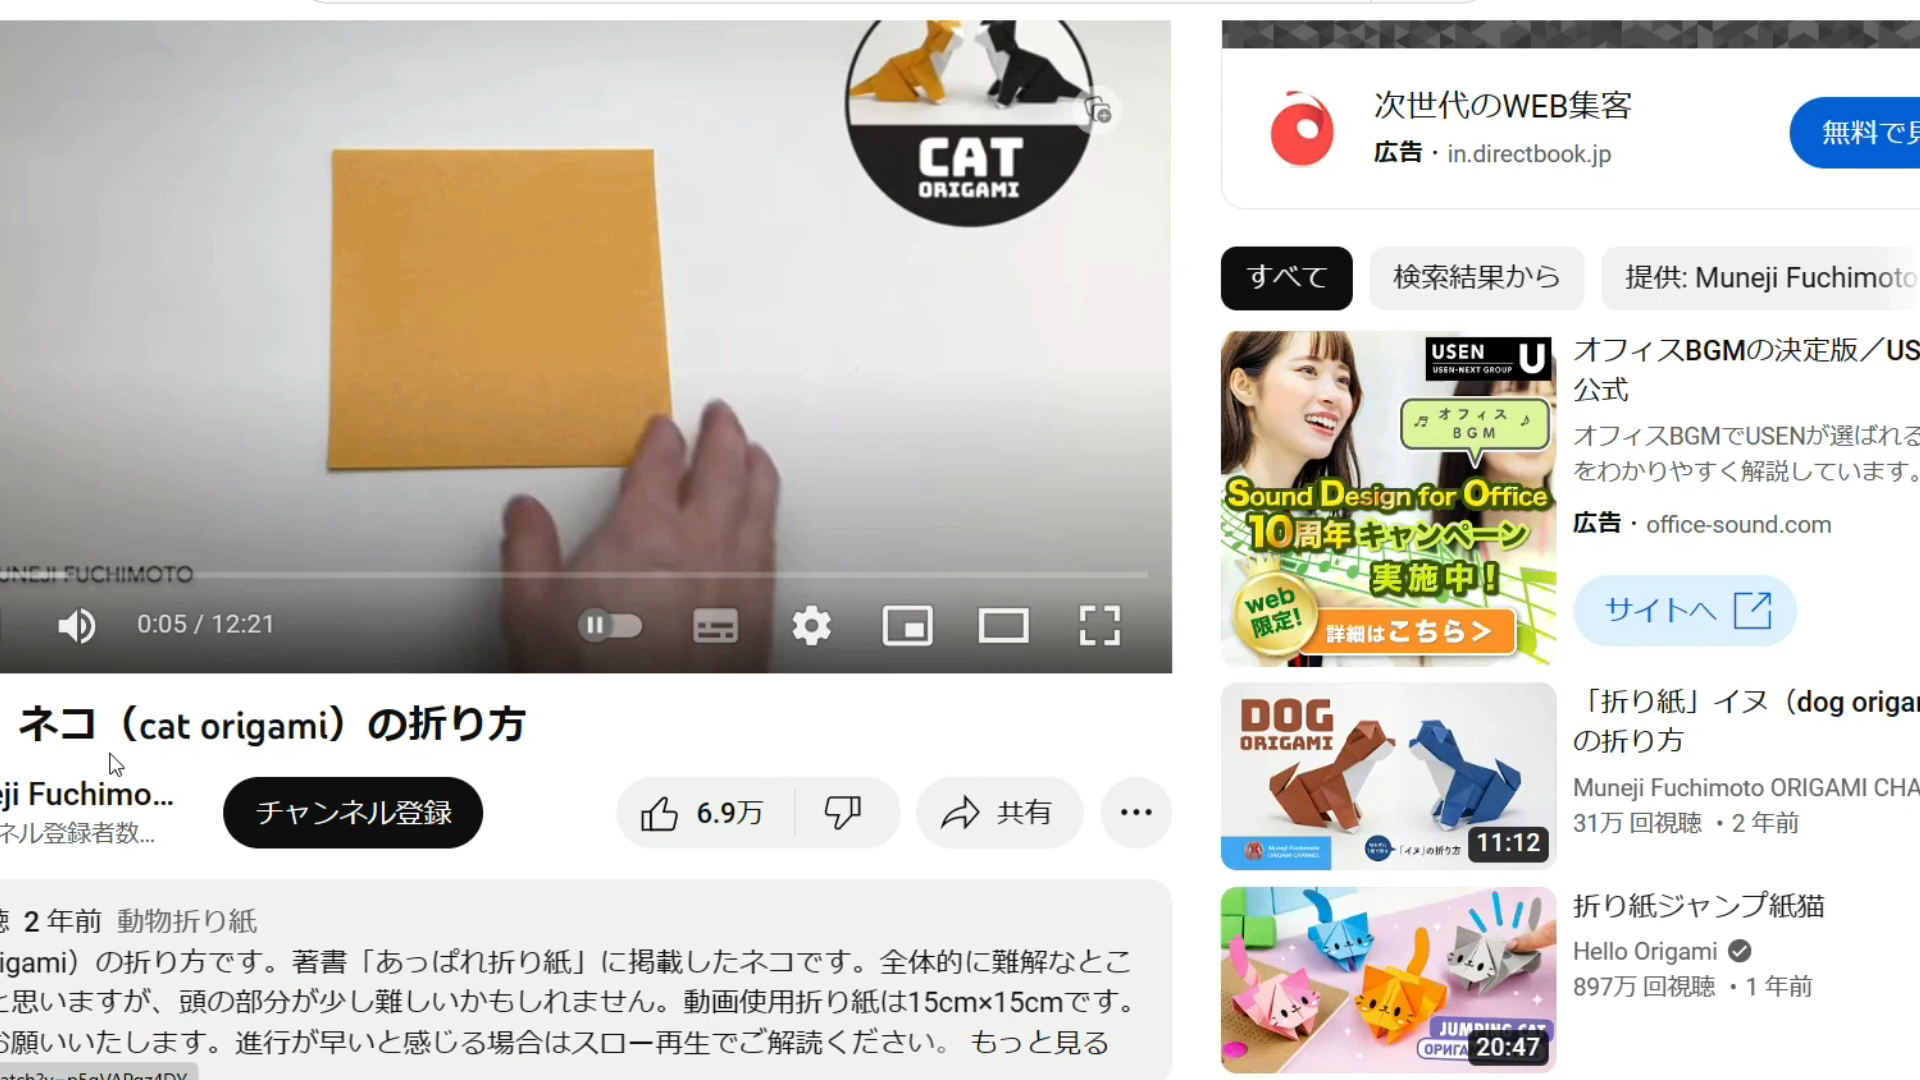 CAT
ORIGAMI
UNEJI FUCHIMOTO
0:05 / 12:21
ネコ（cat origami）の折り方
ji Fuchimo...
チャンネル登録
6.9万
共有
ネル登録者数...
2 年前 動物折り紙
igami）の折り方です。著書「あっぱれ折り紙」に掲載したネコです。全体的に難解なとこ
と思いますが、頭の部分が少し難しいかもしれません。動画使用折り紙は15cm×15cmです。
お願いいたします。進行が早いと感じる場合はスロー再生でご解読ください。 もっと見る
次世代のWEB集客
広告・in.directbook.jp
無料で見
すべて
検索結果から
提供: Muneji Fuchimoto
USEN
USEN-NEXT GROUP
U
オフィス
BGM
Sound Design for Office
10周年キャンペーン
実施中！
web
限定!
詳細はこちら＞
オフィスBGMの決定版／US
公式
オフィスBGMでUSENが選ばれる
をわかりやすく解説しています。
広告・office-sound.com
サイトへ
DOG
ORIGAMI
「イヌ」の折り方
11:12
「折り紙」イヌ（dog origam
の折り方
Muneji Fuchimoto ORIGAMI CHA
31万 回視聴 ・2 年前
JUMPING CAT
ОРИГА
20:47
折り紙ジャンプ紙猫
Hello Origami
897万 回視聴 ・1 年前